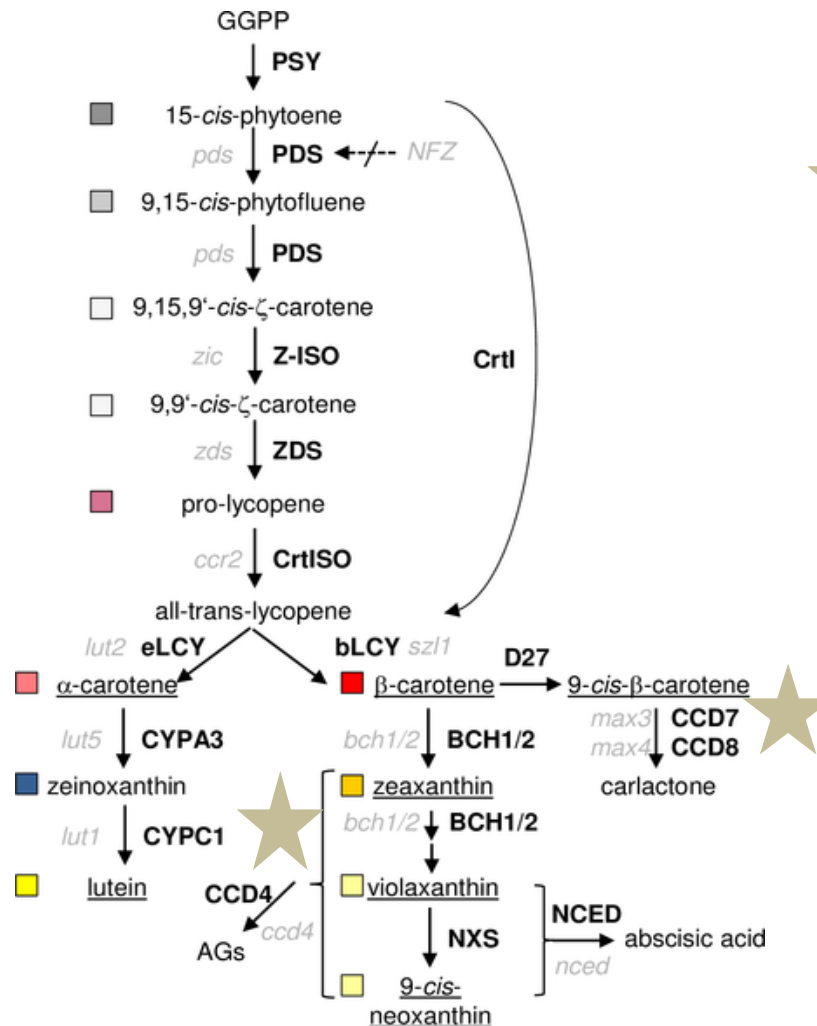 GGPP
PSY
15-cis-phytoene
pds PDS NFZ
9,15-cis-phytofluene
pds PDS
9,15,9'-cis-ζ-carotene
zic Z-ISO CrtI
9,9'-cis-ζ-carotene
zds ZDS
pro-lycopene
ccr2 CrtISO
all-trans-lycopene
lut2 eLCY bLCY szl1 D27
α-carotene β-carotene 9-cis-β-carotene
lut5 CYPA3 bch1/2 BCH1/2 max3 CCD7
max4 CCD8
zeinoxanthin zeaxanthin carlactone
lut1 CYPC1 bch1/2 BCH1/2
lutein CCD4 violaxanthin
AGs ccd4 NXS NCED abscisic acid
nced
9-cis-
neoxanthin